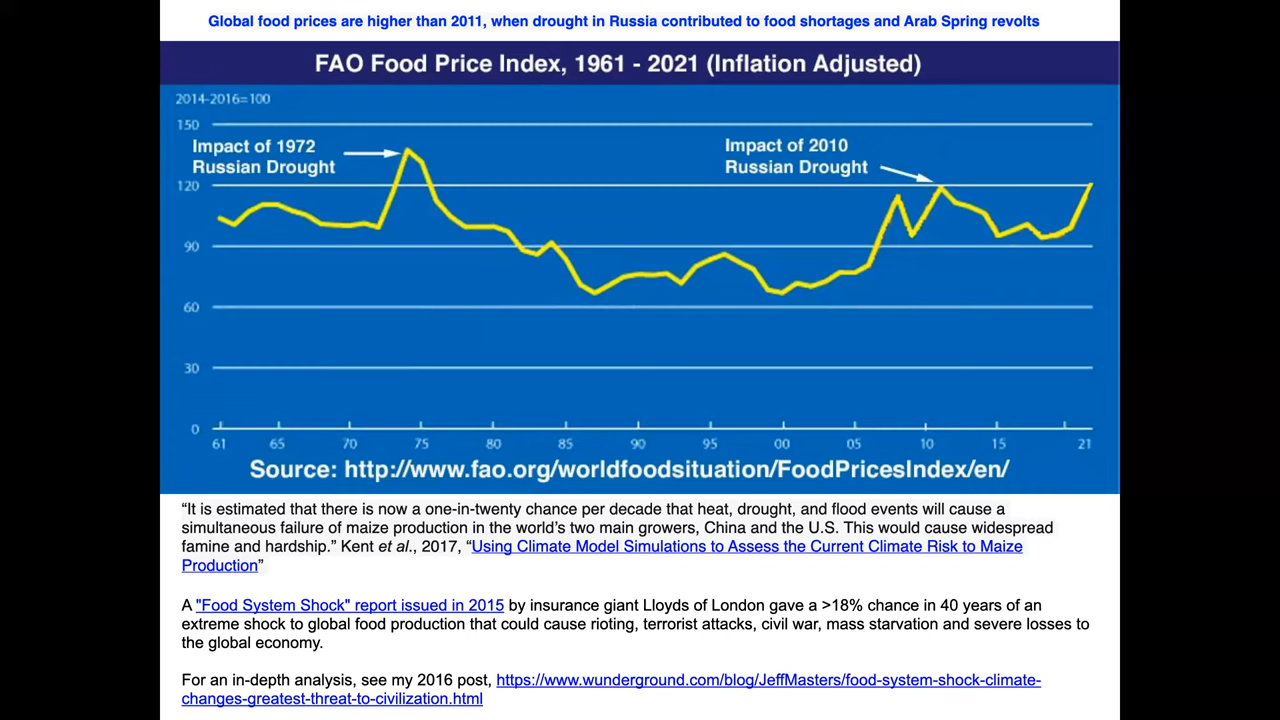 Global food prices are higher than 2011, when drought in Russia contributed to food shortages and Arab Spring revolts
FAO Food Price Index, 1961 - 2021 (Inflation Adjusted)
2014-2016=100
150
Impact of 1972
Russian Drought
Impact of 2010
Russian Drought
120
90
60
30
0
61 65 70 75 80 85 90 95 00 05 10 15 21
Source: http://www.fao.org/worldfoodsituation/FoodPricesIndex/en/
“It is estimated that there is now a one-in-twenty chance per decade that heat, drought, and flood events will cause a
simultaneous failure of maize production in the world’s two main growers, China and the U.S. This would cause widespread
famine and hardship.” Kent et al., 2017, “Using Climate Model Simulations to Assess the Current Climate Risk to Maize
Production”
A "Food System Shock" report issued in 2015 by insurance giant Lloyds of London gave a >18% chance in 40 years of an
extreme shock to global food production that could cause rioting, terrorist attacks, civil war, mass starvation and severe losses to
the global economy.
For an in-depth analysis, see my 2016 post, https://www.wunderground.com/blog/JeffMasters/food-system-shock-climate-
changes-greatest-threat-to-civilization.html